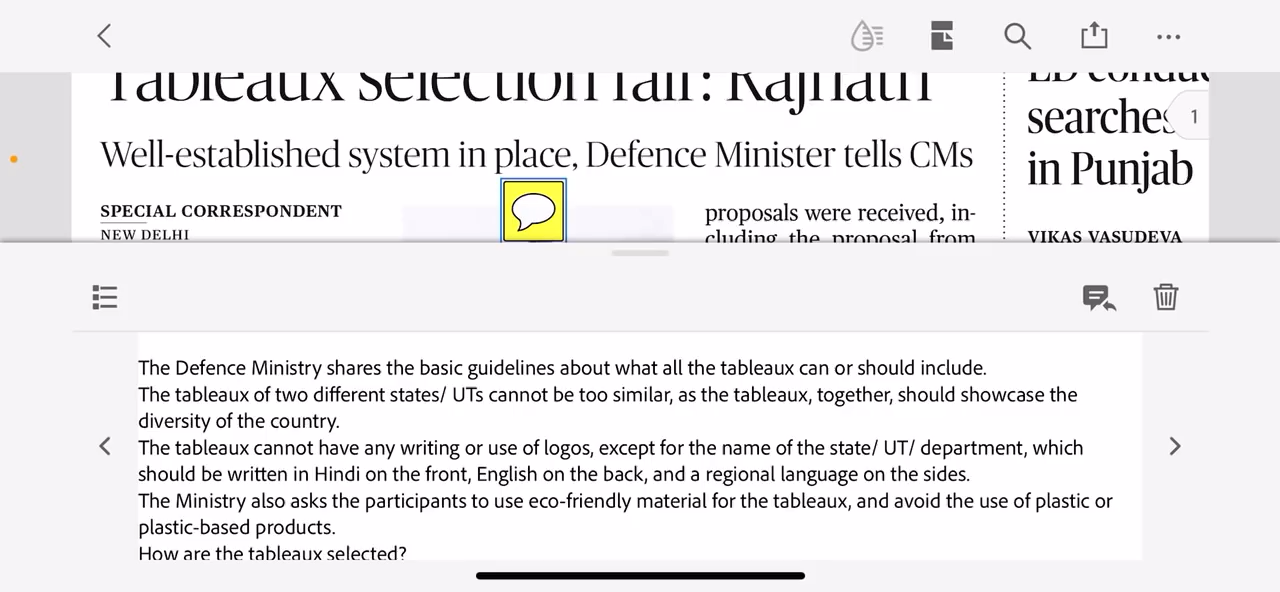 Tableaux selection fair: Rajnath
Well-established system in place, Defence Minister tells CMs
SPECIAL CORRESPONDENT
NEW DELHI
proposals were received, in-
cluding the proposal from
ED conducts
searches
in Punjab
VIKAS VASUDEVA
1
The Defence Ministry shares the basic guidelines about what all the tableaux can or should include.
The tableaux of two different states/ UTs cannot be too similar, as the tableaux, together, should showcase the
diversity of the country.
The tableaux cannot have any writing or use of logos, except for the name of the state/ UT/ department, which
should be written in Hindi on the front, English on the back, and a regional language on the sides.
The Ministry also asks the participants to use eco-friendly material for the tableaux, and avoid the use of plastic or
plastic-based products.
How are the tableaux selected?